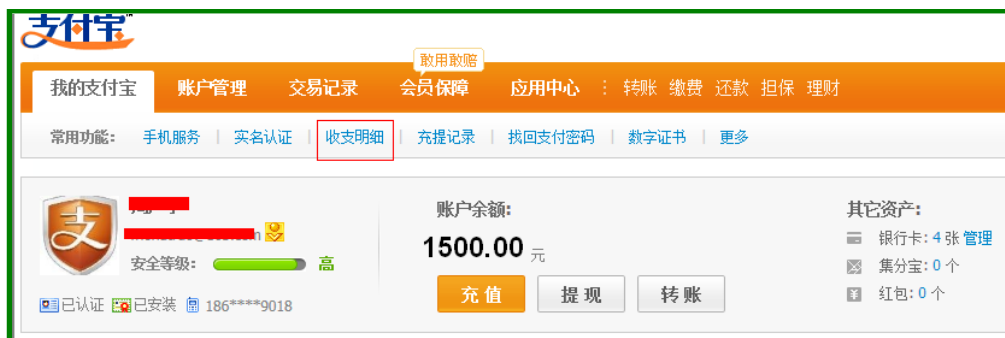 支付宝
敢用敢赔
我的支付宝 账户管理 交易记录 会员保障 应用中心 : 转账 缴费 还款 担保 理财
常用功能: 手机服务 | 实名认证 | 收支明细 | 充提记录 | 找回支付密码 | 数字证书 | 更多
账户余额:
1500.00 元
充值 提现 转账
安全等级: 高
已认证 已安装 186****9018
其它资产:
银行卡: 4 张 管理
集分宝: 0 个
红包: 0 个